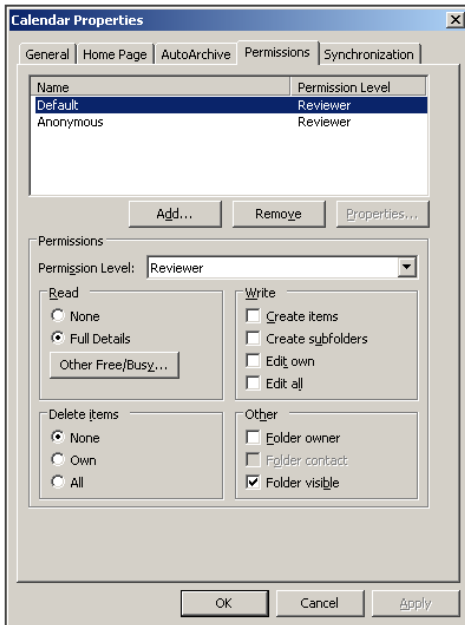 Calendar Properties
General Home Page AutoArchive Permissions Synchronization
Name Permission Level
Default Reviewer
Anonymous Reviewer
Add... Remove Properties...
Permissions
Permission Level: Reviewer
Read
None
Full Details
Other Free/Busy...
Write
Create items
Create subfolders
Edit own
Edit all
Delete items
None
Own
All
Other
Folder owner
Folder contact
Folder visible
OK Cancel Apply